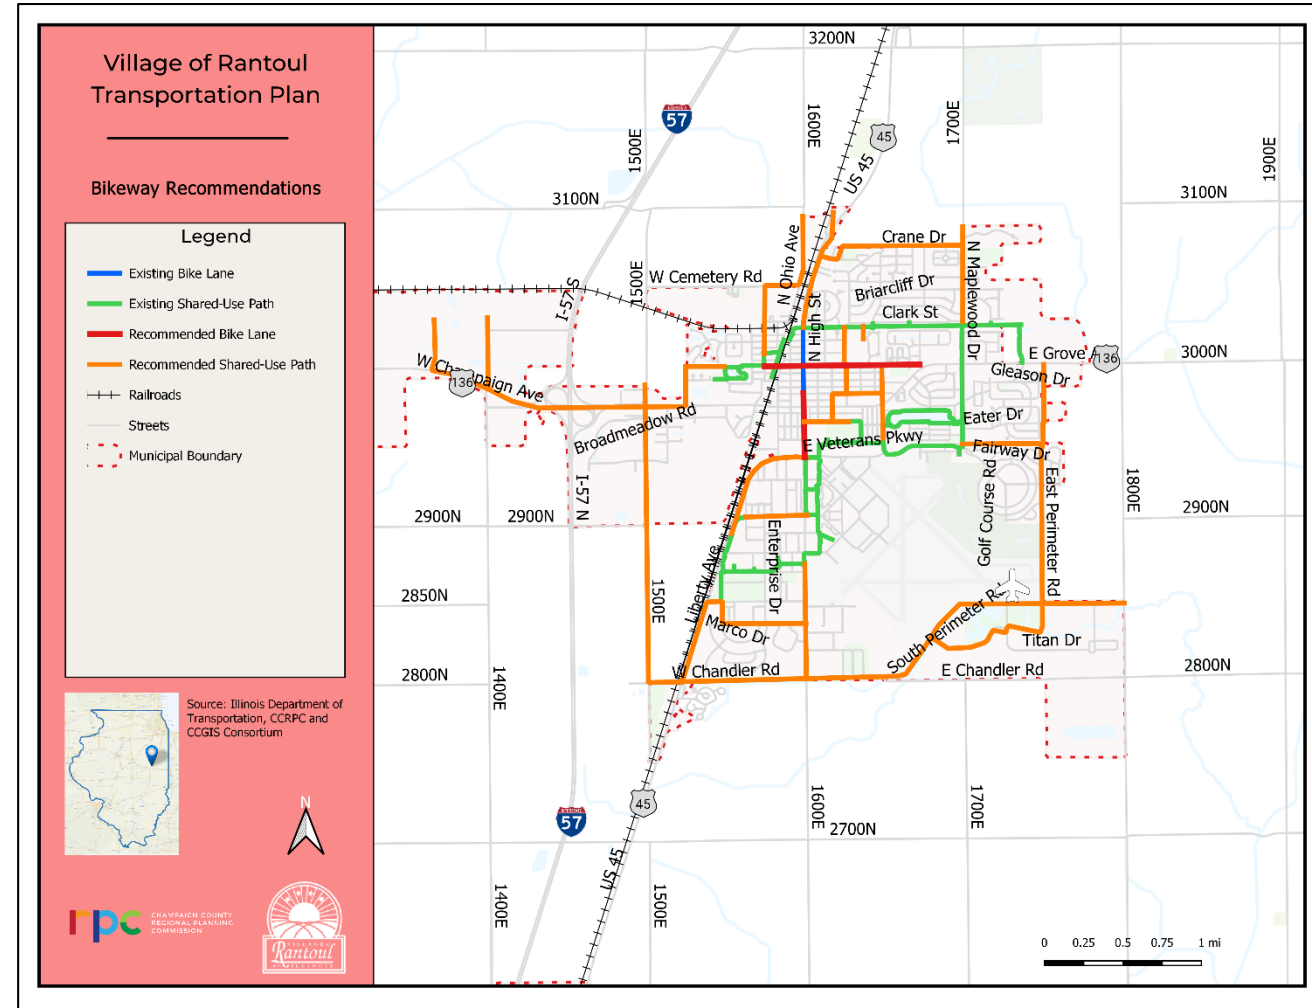 Village of Rantoul
Transportation Plan
Bikeway Recommendations
Legend
Existing Bike Lane
Existing Shared-Use Path
Recommended Bike Lane
Recommended Shared-Use Path
Railroads
Streets
Municipal Boundary
Source: Illinois Department of
Transportation, CCRPC and
CCGIS Consortium
N
rpc
CHAMPAIGN COUNTY
REGIONAL PLANNING
COMMISSION
VILLAGE of
Rantoul
ILLINOIS
3200N
57
1500E
1600E
45
US 45
1700E
1900E
3100N
3100N
Crane Dr
N Ohio Ave
W Cemetery Rd
1500E
I-57 S
Briarcliff Dr
N High St
Clark St
N Maplewood Dr
E Grove
136
3000N
Gleason Dr
W Champaign Ave
136
Broadmeadow Rd
Eater Dr
E Veterans Pkwy
Fairway Dr
I-57 N
2900N
2900N
Golf Course Rd
East Perimeter Rd
1800E
2900N
Enterprise Dr
Liberty Ave
1500E
2850N
South Perimeter Rd
Marco Dr
Titan Dr
W Chandler Rd
E Chandler Rd
2800N
2800N
1400E
57
45
1600E
1700E
2700N
US 45
1400E
1500E
0 0.25 0.5 0.75 1 mi